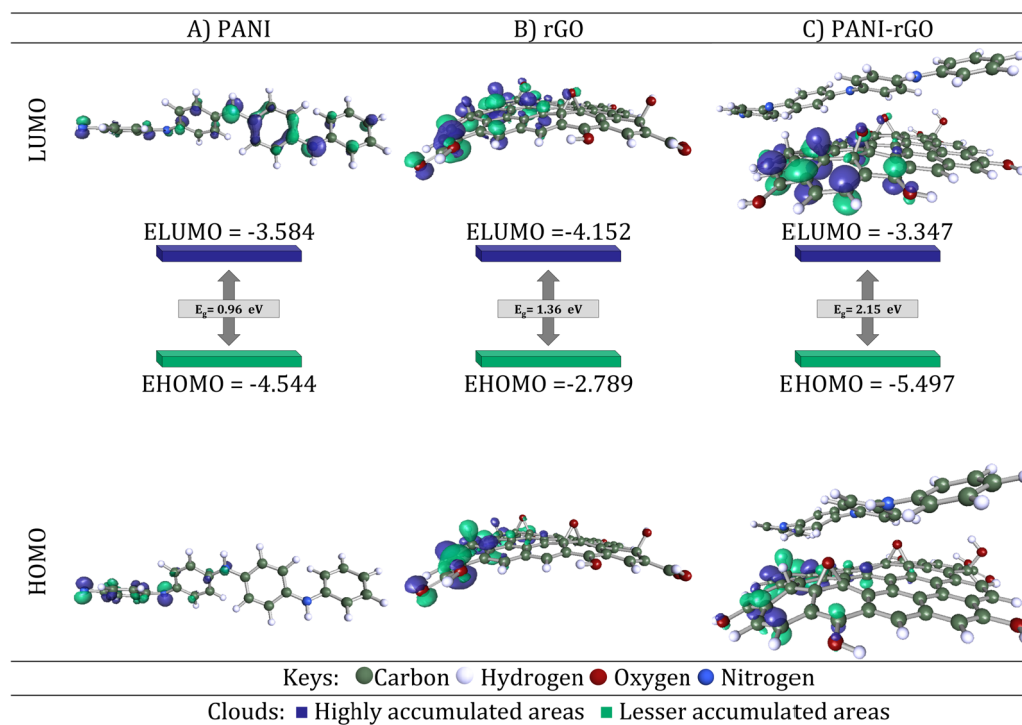 A) PANI B) rGO C) PANI-rGO
LUMO
ELUMO = -3.584 ELUMO = -4.152 ELUMO = -3.347
Eg= 0.96 eV Eg= 1.36 eV Eg= 2.15 eV
EHOMO = -4.544 EHOMO = -2.789 EHOMO = -5.497
HOMO
Keys: Carbon Hydrogen Oxygen Nitrogen
Clouds: Highly accumulated areas Lesser accumulated areas